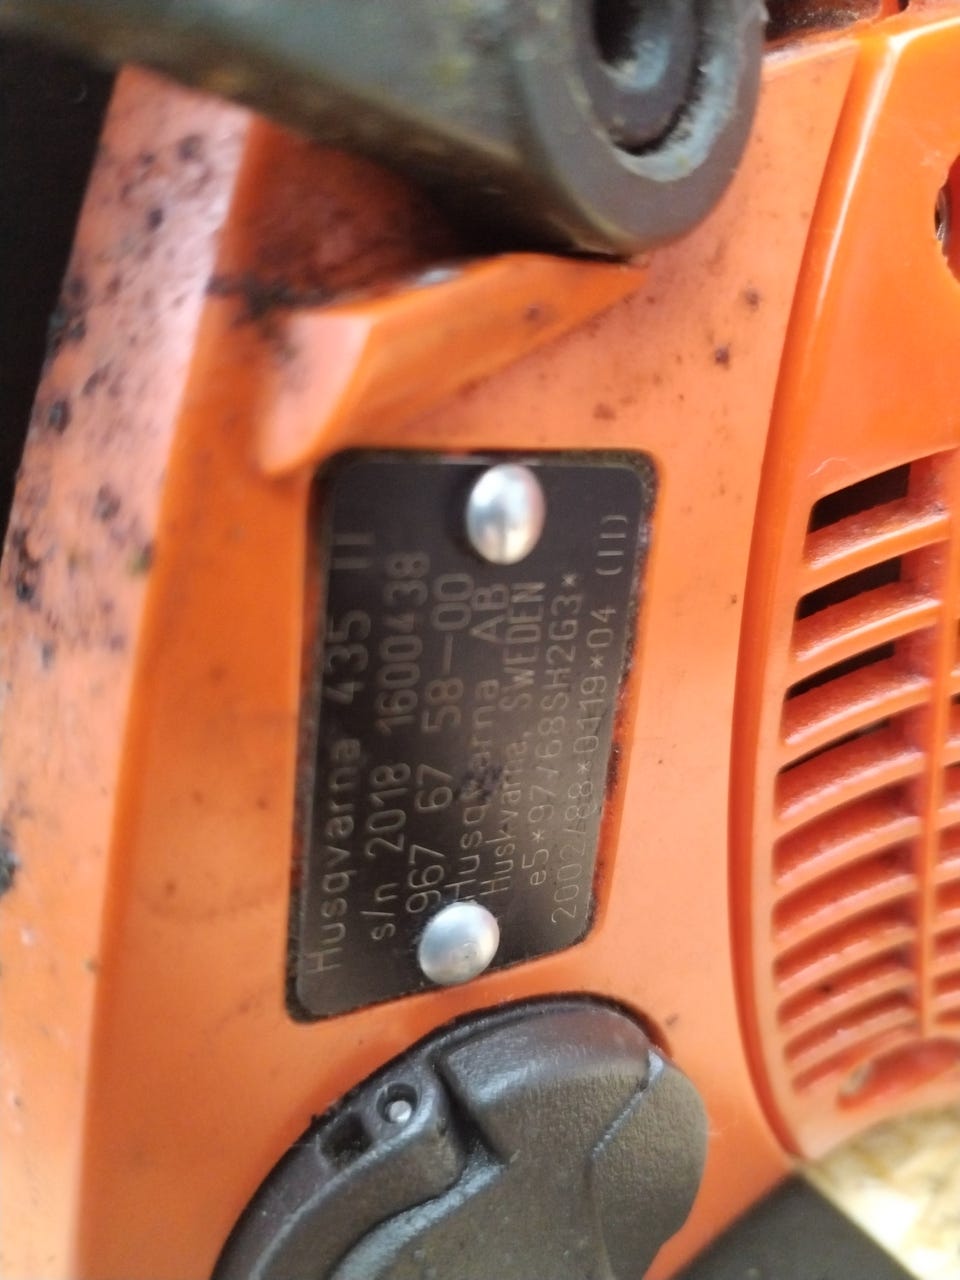 Husqvarna 435 II
s/n 2018 1600438
967 67 58-00
Husqvarna AB
Huskvarna, SWEDEN
e5*97/68SH2G3*
2002/88*0119*04 (II)